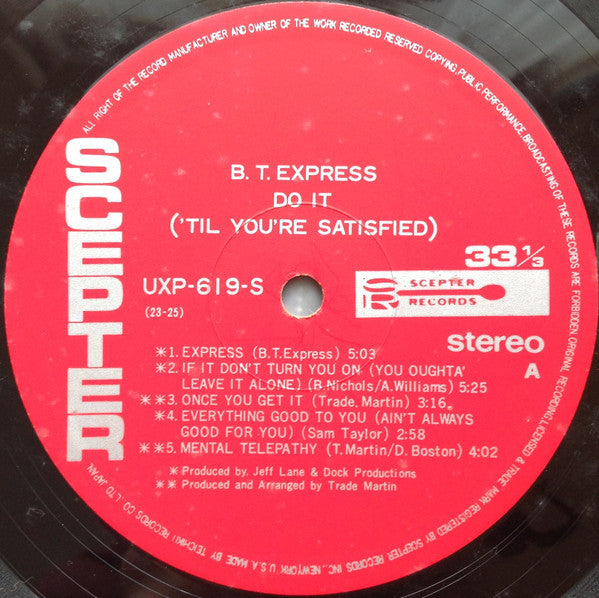 ALL RIGHT OF THE RECORD MANUFACTURER AND OWNER OF THE WORK RECORDED RESERVED COPYING, PUBLIC PERFORMANCE, BROADCASTING OF THESE RECORDS ARE FORBIDDEN. ORIGINAL RECORDING, LICENSED & TRADE MARK REGISTERED BY SCEPTER RECORDS INC., NEWYORK U.S.A. MADE BY TEICHIKU RECORDS CO., LTD JAPAN.
SCEPTER
B. T. EXPRESS
DO IT
('TIL YOU'RE SATISFIED)
33 1/3
UXP-619-S
SR SCEPTER
RECORDS
(23-25)
stereo
A
*1. EXPRESS (B.T.Express) 5:03
*2. IF IT DON'T TURN YOU ON (YOU OUGHTA'
LEAVE IT ALONE) (B.Nichols/A.Williams) 5:25
**3. ONCE YOU GET IT (Trade. Martin) 3:16
*4. EVERYTHING GOOD TO YOU (AIN'T ALWAYS
GOOD FOR YOU) (Sam Taylor) 2:58
**5. MENTAL TELEPATHY (T. Martin/D. Boston) 4:02
* Produced by. Jeff Lane & Dock Productions
** Produced and Arranged by Trade Martin